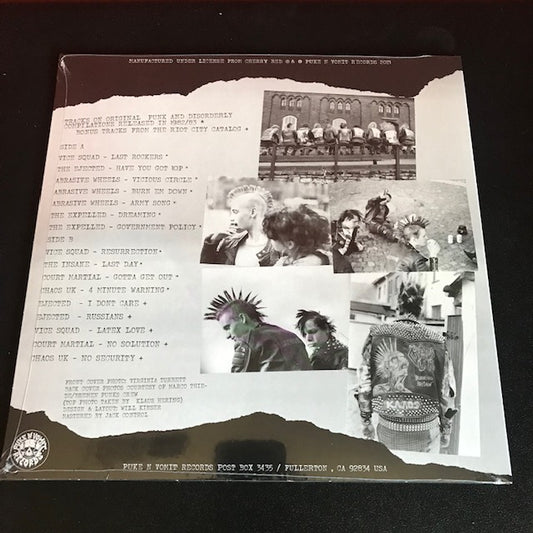 MANUFACTURED UNDER LICENSE FROM CHERRY RED ℗& © PUKE N VOMIT RECORDS 2017
TRACKS ON ORIGINAL PUNK AND DISORDERLY
COMPILATIONS RELEASED IN 1982/83 *
BONUS TRACKS FROM THE RIOT CITY CATALOG +
SIDE A
VICE SQUAD - LAST ROCKERS *
THE EJECTED - HAVE YOU GOT 10P *
ABRASIVE WHEELS - VICIOUS CIRCLE *
ABRASIVE WHEELS - BURN EM DOWN *
ABRASIVE WHEELS - ARMY SONG *
THE EXPELLED - DREAMING *
THE EXPELLED - GOVERNMENT POLICY *
SIDE B
VICE SQUAD - RESURRECTION *
THE INSANE - LAST DAY *
COURT MARTIAL - GOTTA GET OUT *
CHAOS UK - 4 MINUTE WARNING *
EJECTED - I DONT CARE +
EJECTED - RUSSIANS +
VICE SQUAD - LATEX LOVE +
COURT MARTIAL - NO SOLUTION +
CHAOS UK - NO SECURITY +
FRONT COVER PHOTO: VIRGINIA TURBETT
BACK COVER PHOTOS COURTESY OF MARCO THIE-
DE/BREMEN PUNKS CREW
(TOP PHOTO TAKEN BY KLAUS HERING)
DESIGN & LAYOUT: WILL KINSER
MASTERED BY JACK CONTROL
PUKE N VOMIT
RECORDS
PUKE N VOMIT RECORDS POST BOX 3435 / FULLERTON , CA 92834 USA